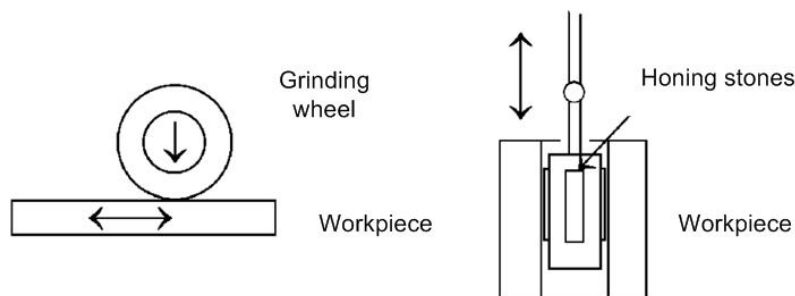 Grinding
wheel
Workpiece
Honing stones
Workpiece